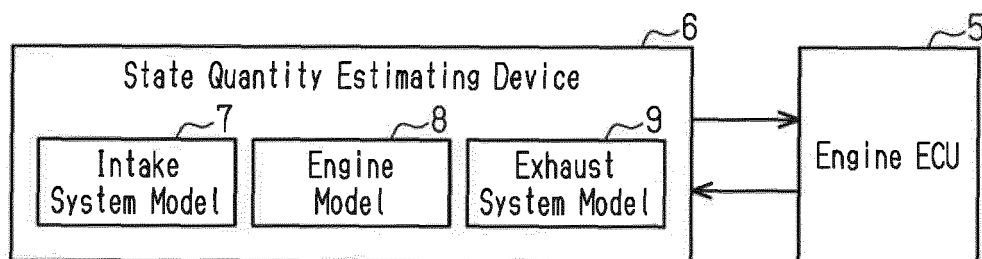 6
5
State Quantity Estimating Device
7
8
9
Intake
System Model
Engine
Model
Exhaust
System Model
Engine ECU